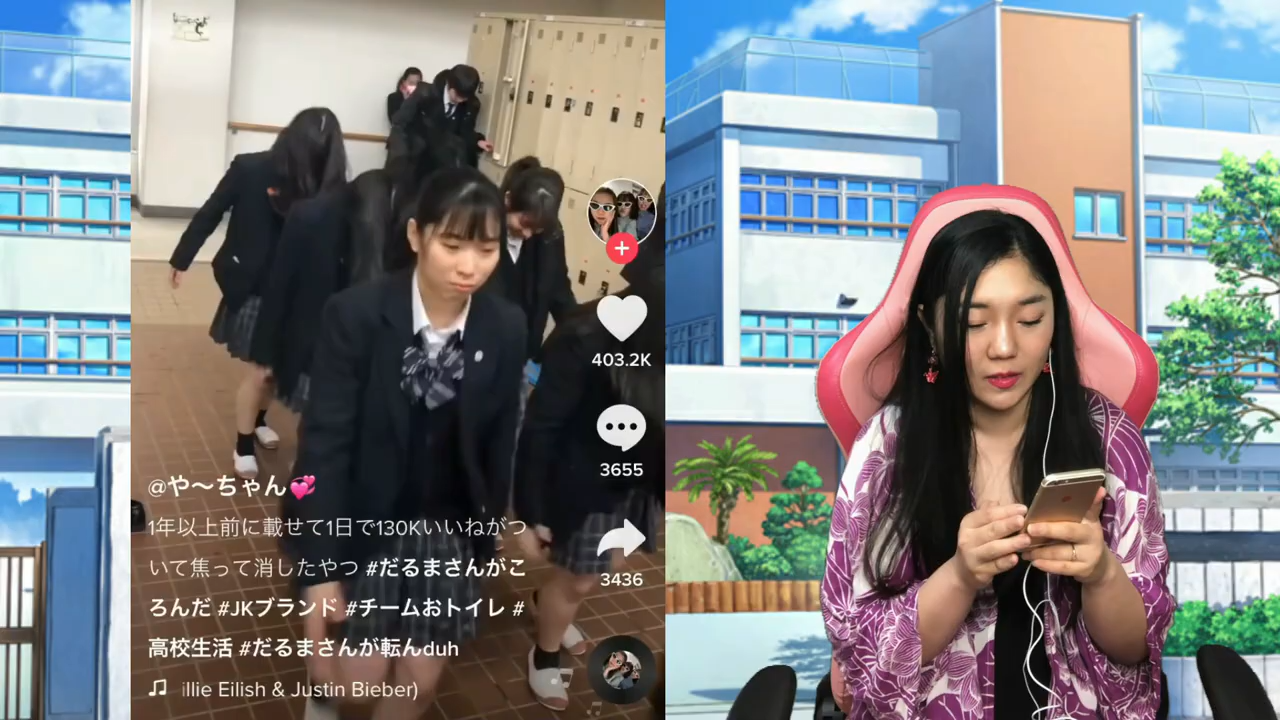 403.2K
3655
3436
@や〜ちゃん💞
1年以上前に載せて1日で130Kいいねがつ
いて焦って消したやつ #だるまさんがこ
ろんだ #JKブランド #チームおトイレ #
高校生活 #だるまさんが転んduh
illie Eilish & Justin Bieber)